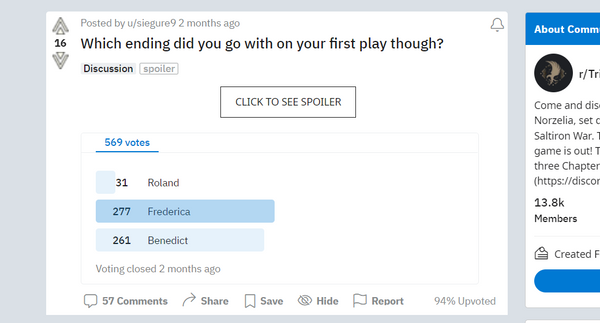 Posted by u/siegure9 2 months ago
16
Which ending did you go with on your first play though?
Discussion spoiler
CLICK TO SEE SPOILER
569 votes
31 Roland
277 Frederica
261 Benedict
Voting closed 2 months ago
57 Comments Share Save Hide Report 94% Upvoted
About Commu
r/Tri
Come and disc
Norzelia, set d
Saltiron War. T
game is out! T
three Chapter
(https://discor
13.8k
Members
Created F